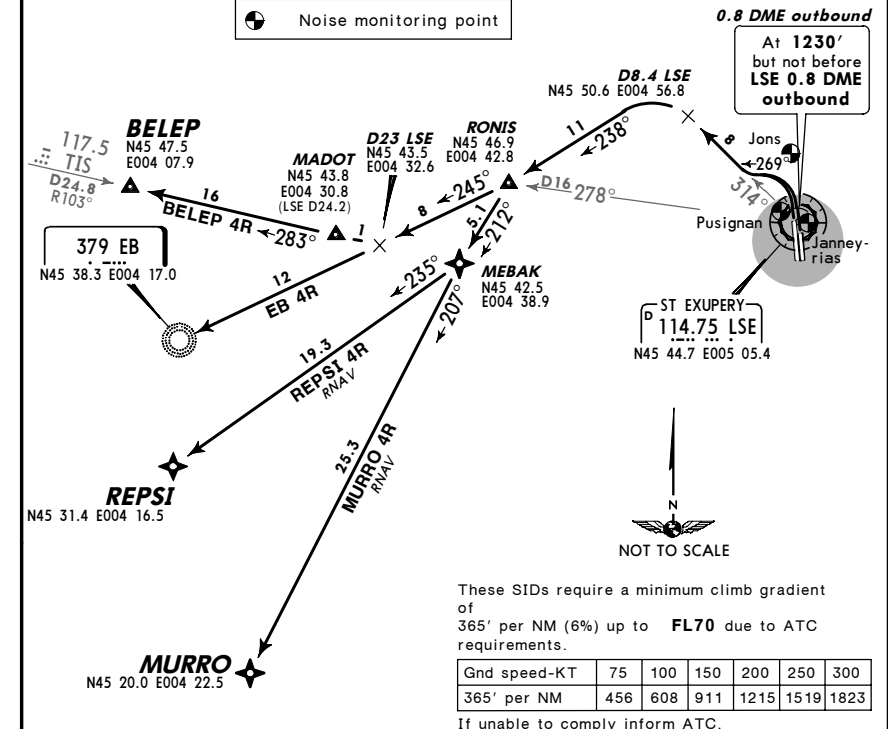 Noise monitoring point
0.8 DME outbound
At 1230'
but not before
LSE 0.8 DME
outbound
D8.4 LSE
N45 50.6 E004 56.8
BELEP
N45 47.5
E004 07.9
117.5
TIS
D24.8
R103°
MADOT
N45 43.8
E004 30.8
(LSE D24.2)
D23 LSE
N45 43.5
E004 32.6
RONIS
N45 46.9
E004 42.8
11
238°
8
Jons
269°
314°
16
BELEP 4R
283°
1
8
245°
D16
278°
5.1
212°
Pusignan
Janney-
rias
379 EB
N45 38.3 E004 17.0
12
EB 4R
235°
MEBAK
N45 42.5
E004 38.9
207°
ST EXUPERY
D
114.75 LSE
N45 44.7 E005 05.4
19.3
REPSI 4R
RNAV
25.3
MURRO 4R
RNAV
REPSI
N45 31.4 E004 16.5
N
NOT TO SCALE
MURRO
N45 20.0 E004 22.5
These SIDs require a minimum climb gradient
of
365' per NM (6%) up to FL70 due to ATC
requirements.
Gnd speed-KT 75 100 150 200 250 300
365' per NM 456 608 911 1215 1519 1823
If unable to comply inform ATC.